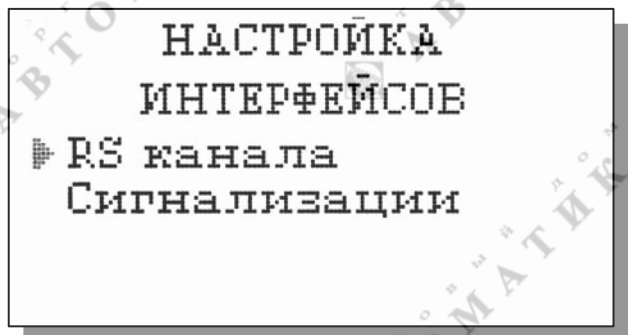 НАСТРОЙКА
ИНТЕРФЕЙСОВ
RS канала
Сигнализации